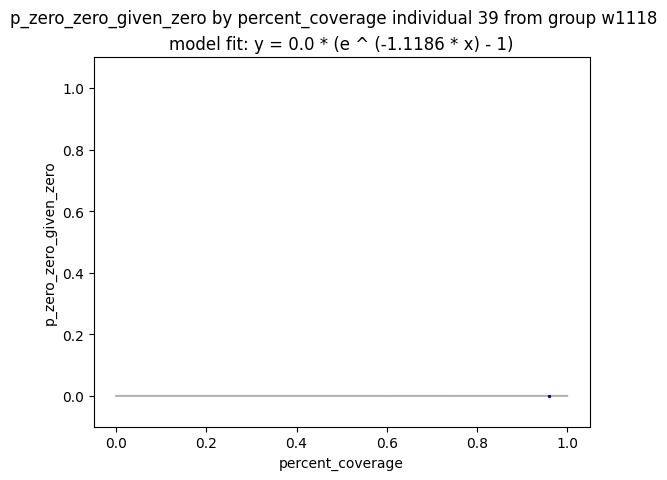 p_zero_zero_given_zero by percent_coverage individual 39 from group w1118
model fit: y = 0.0 * (e ^ (-1.1186 * x) - 1)
1.0
0.8
0.6
0.4
0.2
0.0
p_zero_zero_given_zero
0.0 0.2 0.4 0.6 0.8 1.0
percent_coverage